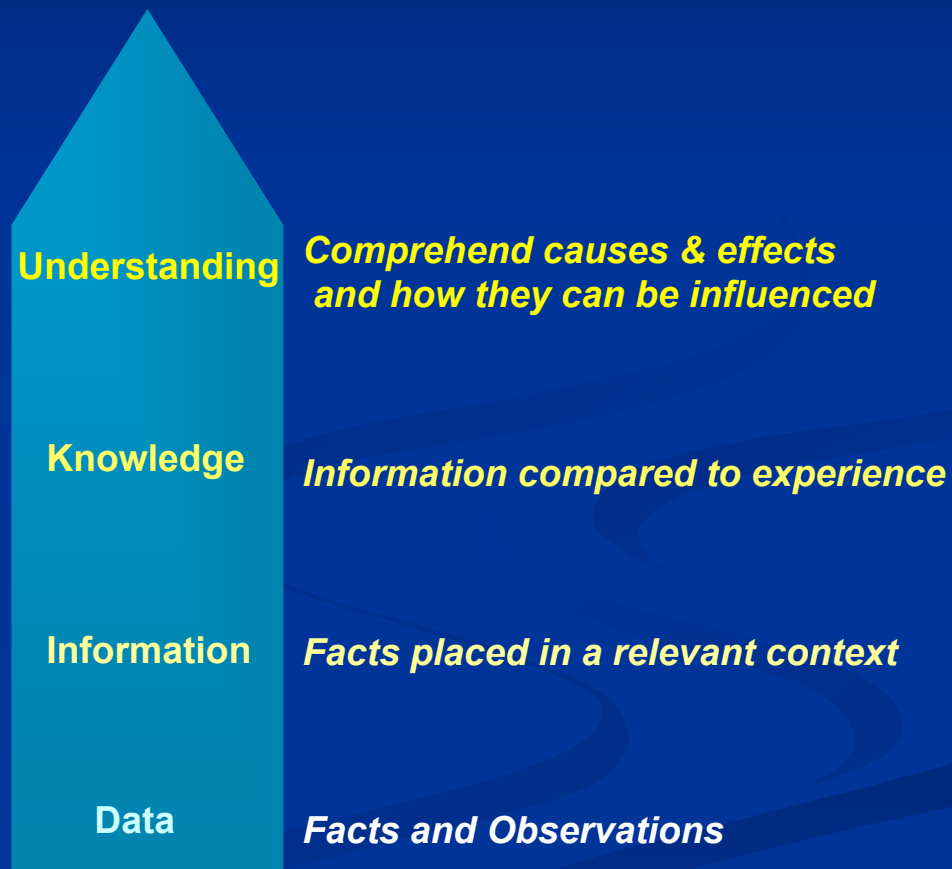 Understanding
Comprehend causes & effects
and how they can be influenced
Knowledge
Information compared to experience
Information
Facts placed in a relevant context
Data
Facts and Observations